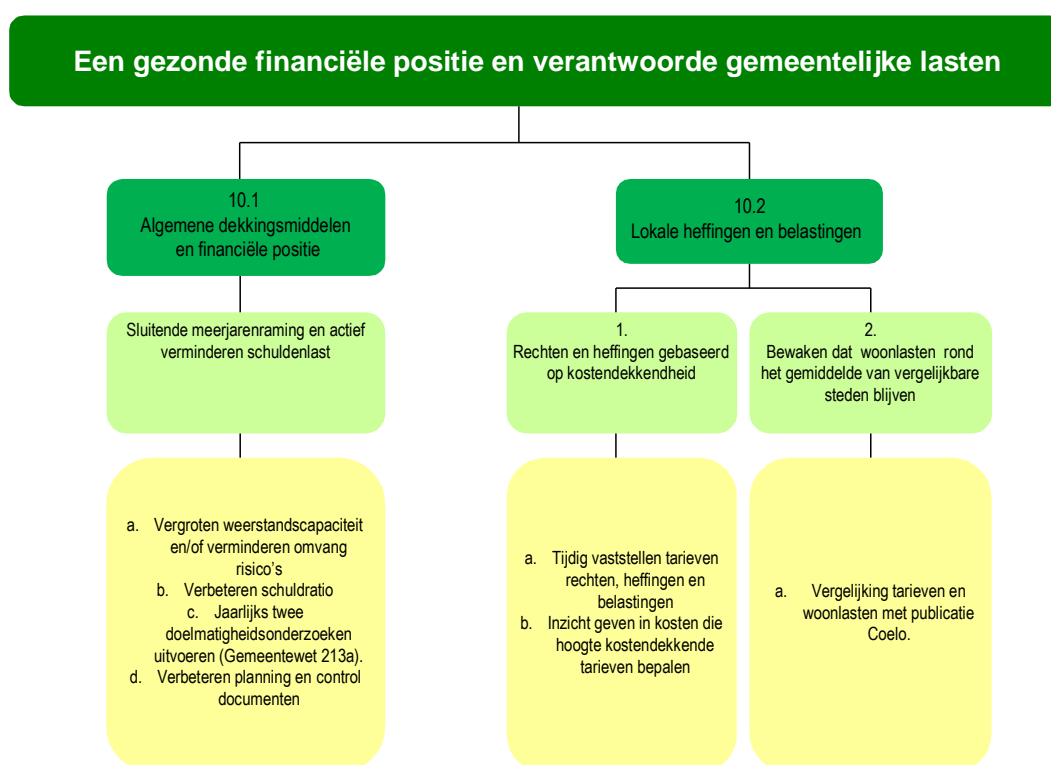 Een gezonde financiële positie en verantwoorde gemeentelijke lasten
10.1
Algemene dekkingsmiddelen
en financiële positie
10.2
Lokale heffingen en belastingen
Sluitende meerjarenraming en actief
verminderen schuldenlast
1.
Rechten en heffingen gebaseerd
op kostendekkendheid
2.
Bewaken dat woonlasten rond
het gemiddelde van vergelijkbare
steden blijven
a. Vergroten weerstandscapaciteit
en/of verminderen omvang
risico's
b. Verbeteren schuldratio
c. Jaarlijks twee
doelmatigheidsonderzoeken
uitvoeren (Gemeentewet 213a).
d. Verbeteren planning en control
documenten
a. Tijdig vaststellen tarieven
rechten, heffingen en
belastingen
b. Inzicht geven in kosten die
hoogte kostendekkende
tarieven bepalen
a. Vergelijking tarieven en
woonlasten met publicatie
Coelo.